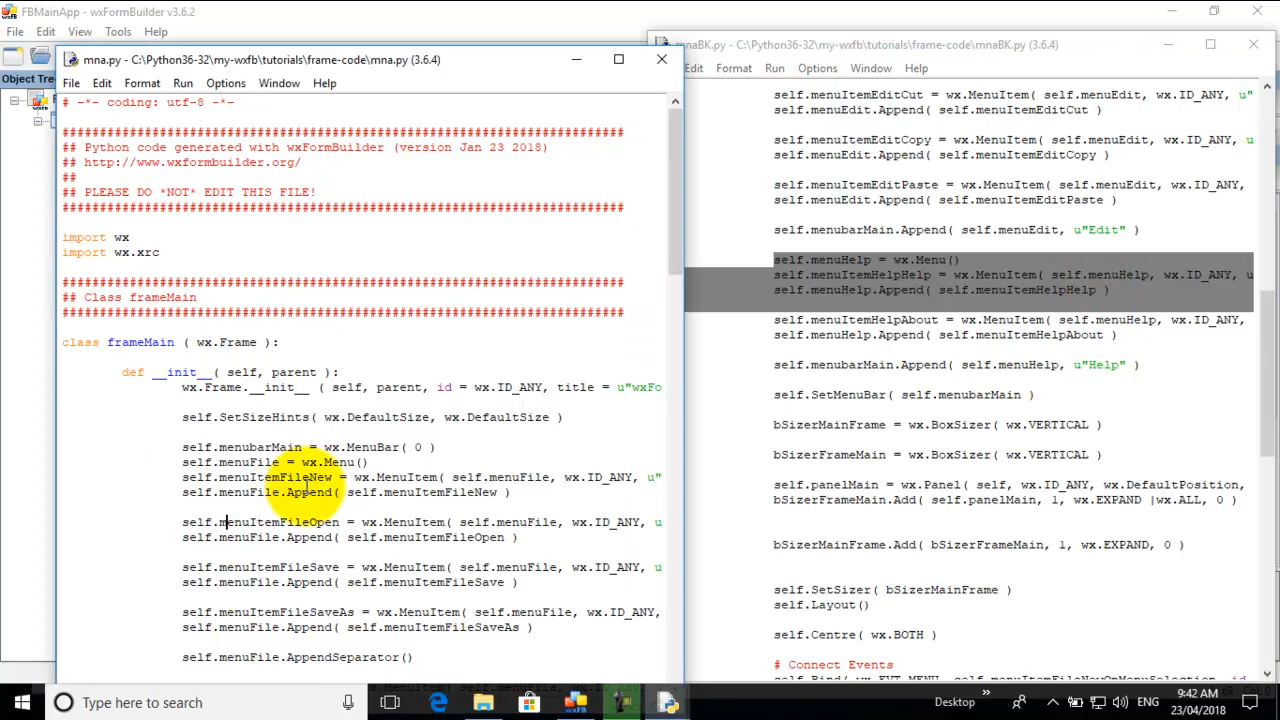 FBMainApp - wxFormBuilder v3.6.2
File Edit View Tools Help
Object Tre
mna.py - C:\Python36-32\my-wxfb\tutorials\frame-code\mna.py (3.6.4)
File Edit Format Run Options Window Help
# -*- coding: utf-8 -*-
###########################################################################
## Python code generated with wxFormBuilder (version Jan 23 2018)
## http://www.wxformbuilder.org/
##
## PLEASE DO *NOT* EDIT THIS FILE!
###########################################################################
import wx
import wx.xrc
###########################################################################
## Class frameMain
###########################################################################
class frameMain ( wx.Frame ):
def __init__( self, parent ):
wx.Frame.__init__ ( self, parent, id = wx.ID_ANY, title = u"wxFo
self.SetSizeHints( wx.DefaultSize, wx.DefaultSize )
self.menubarMain = wx.MenuBar( 0 )
self.menuFile = wx.Menu()
self.menuItemFileNew = wx.MenuItem( self.menuFile, wx.ID_ANY, u"
self.menuFile.Append( self.menuItemFileNew )
self.menuItemFileOpen = wx.MenuItem( self.menuFile, wx.ID_ANY, u
self.menuFile.Append( self.menuItemFileOpen )
self.menuItemFileSave = wx.MenuItem( self.menuFile, wx.ID_ANY, u
self.menuFile.Append( self.menuItemFileSave )
self.menuItemFileSaveAs = wx.MenuItem( self.menuFile, wx.ID_ANY,
self.menuFile.Append( self.menuItemFileSaveAs )
self.menuFile.AppendSeparator()
mnaBK.py - C:\Python36-32\my-wxfb\tutorials\frame-code\mnaBK.py (3.6.4)
Edit Format Run Options Window Help
self.menuItemEditCut = wx.MenuItem( self.menuEdit, wx.ID_ANY, u"
self.menuEdit.Append( self.menuItemEditCut )
self.menuItemEditCopy = wx.MenuItem( self.menuEdit, wx.ID_ANY, u
self.menuEdit.Append( self.menuItemEditCopy )
self.menuItemEditPaste = wx.MenuItem( self.menuEdit, wx.ID_ANY,
self.menuEdit.Append( self.menuItemEditPaste )
self.menubarMain.Append( self.menuEdit, u"Edit" )
self.menuHelp = wx.Menu()
self.menuItemHelpHelp = wx.MenuItem( self.menuHelp, wx.ID_ANY, u
self.menuHelp.Append( self.menuItemHelpHelp )
self.menuItemHelpAbout = wx.MenuItem( self.menuHelp, wx.ID_ANY,
self.menuHelp.Append( self.menuItemHelpAbout )
self.menubarMain.Append( self.menuHelp, u"Help" )
self.SetMenuBar( self.menubarMain )
bSizerMainFrame = wx.BoxSizer( wx.VERTICAL )
bSizerFrameMain = wx.BoxSizer( wx.VERTICAL )
self.panelMain = wx.Panel( self, wx.ID_ANY, wx.DefaultPosition,
bSizerFrameMain.Add( self.panelMain, 1, wx.EXPAND |wx.ALL, 0 )
bSizerMainFrame.Add( bSizerFrameMain, 1, wx.EXPAND, 0 )
self.SetSizer( bSizerMainFrame )
self.Layout()
self.Centre( wx.BOTH )
# Connect Events
Type here to search
Desktop
ENG
9:42 AM
23/04/2018